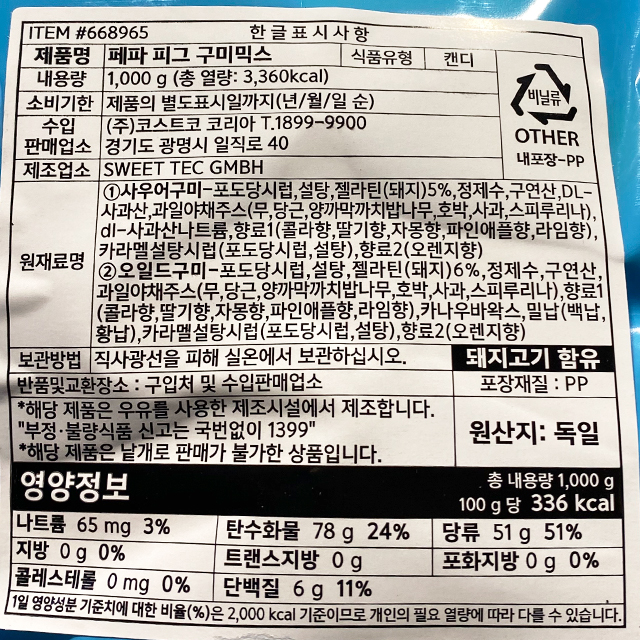 ITEM #668965 한글표시사항
제품명 페파 피그 구미믹스 식품유형 캔디
내용량 1,000 g (총 열량: 3,360kcal)
소비기한 제품의 별도표시일까지(년/월/일 순)
수입 (주)코스트코 코리아 T.1899-9900
판매업소 경기도 광명시 일직로 40
제조업소 SWEET TEC GMBH
비닐류
OTHER
내포장-PP
원재료명
①사우어구미-포도당시럽,설탕,젤라틴(돼지)5%,정제수,구연산,DL-
사과산,과일야채주스(무,당근,양까막까치밥나무,호박,사과,스피루리나),
dl-사과산나트륨,향료1(콜라향,딸기향,자몽향,파인애플향,라임향),
카라멜설탕시럽(포도당시럽,설탕),향료2(오렌지향)
②오일드구미-포도당시럽,설탕,젤라틴(돼지)6%,정제수,구연산,
과일야채주스(무,당근,양까막까치밥나무,호박,사과,스피루리나),향료1
(콜라향,딸기향,자몽향,파인애플향,라임향),카나우바왁스,밀납(백납,
황납),카라멜설탕시럽(포도당시럽,설탕),향료2(오렌지향)
보관방법 직사광선을 피해 실온에서 보관하십시오. 돼지고기 함유
반품및교환장소 : 구입처 및 수입판매업소 포장재질 : PP
*해당 제품은 우유를 사용한 제조시설에서 제조합니다.
"부정·불량식품 신고는 국번없이 1399"
*해당 제품은 낱개로 판매가 불가한 상품입니다.
원산지: 독일
영양정보 총 내용량 1,000 g
100 g 당 336 kcal
나트륨 65 mg 3% 탄수화물 78 g 24% 당류 51 g 51%
지방 0 g 0% 트랜스지방 0 g 포화지방 0 g 0%
콜레스테롤 0 mg 0% 단백질 6 g 11%
1일 영양성분 기준치에 대한 비율(%)은 2,000 kcal 기준이므로 개인의 필요 열량에 따라 다를 수 있습니다.